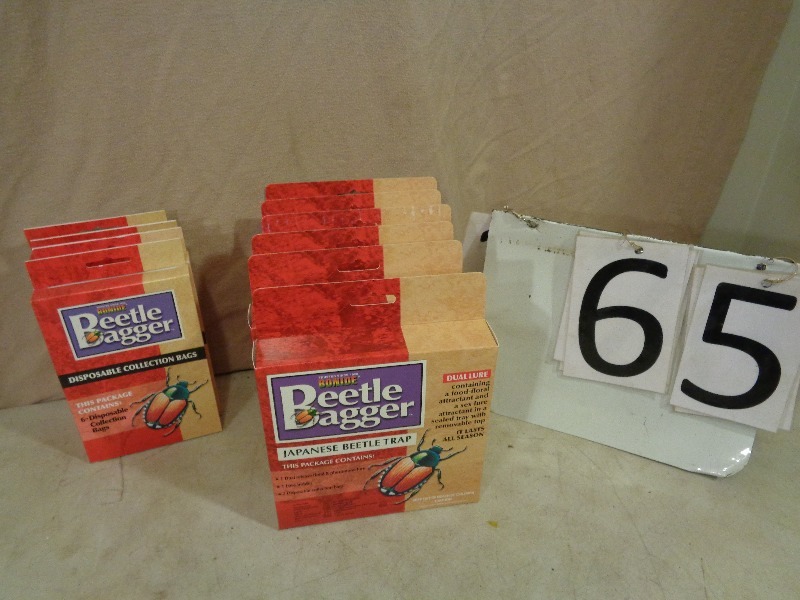 BONIDE
Beetle
Bagger
DISPOSABLE COLLECTION BAGS
THIS PACKAGE
CONTAINS:
6-Disposable
Collection
Bags
BONIDE
Beetle
Bagger
JAPANESE BEETLE TRAP
THIS PACKAGE CONTAINS:
DUAL LURE
containing
a food-floral
attractant and
a sex lure
attractant in a
sealed tray with
removable top
IT LASTS
ALL SEASON
65